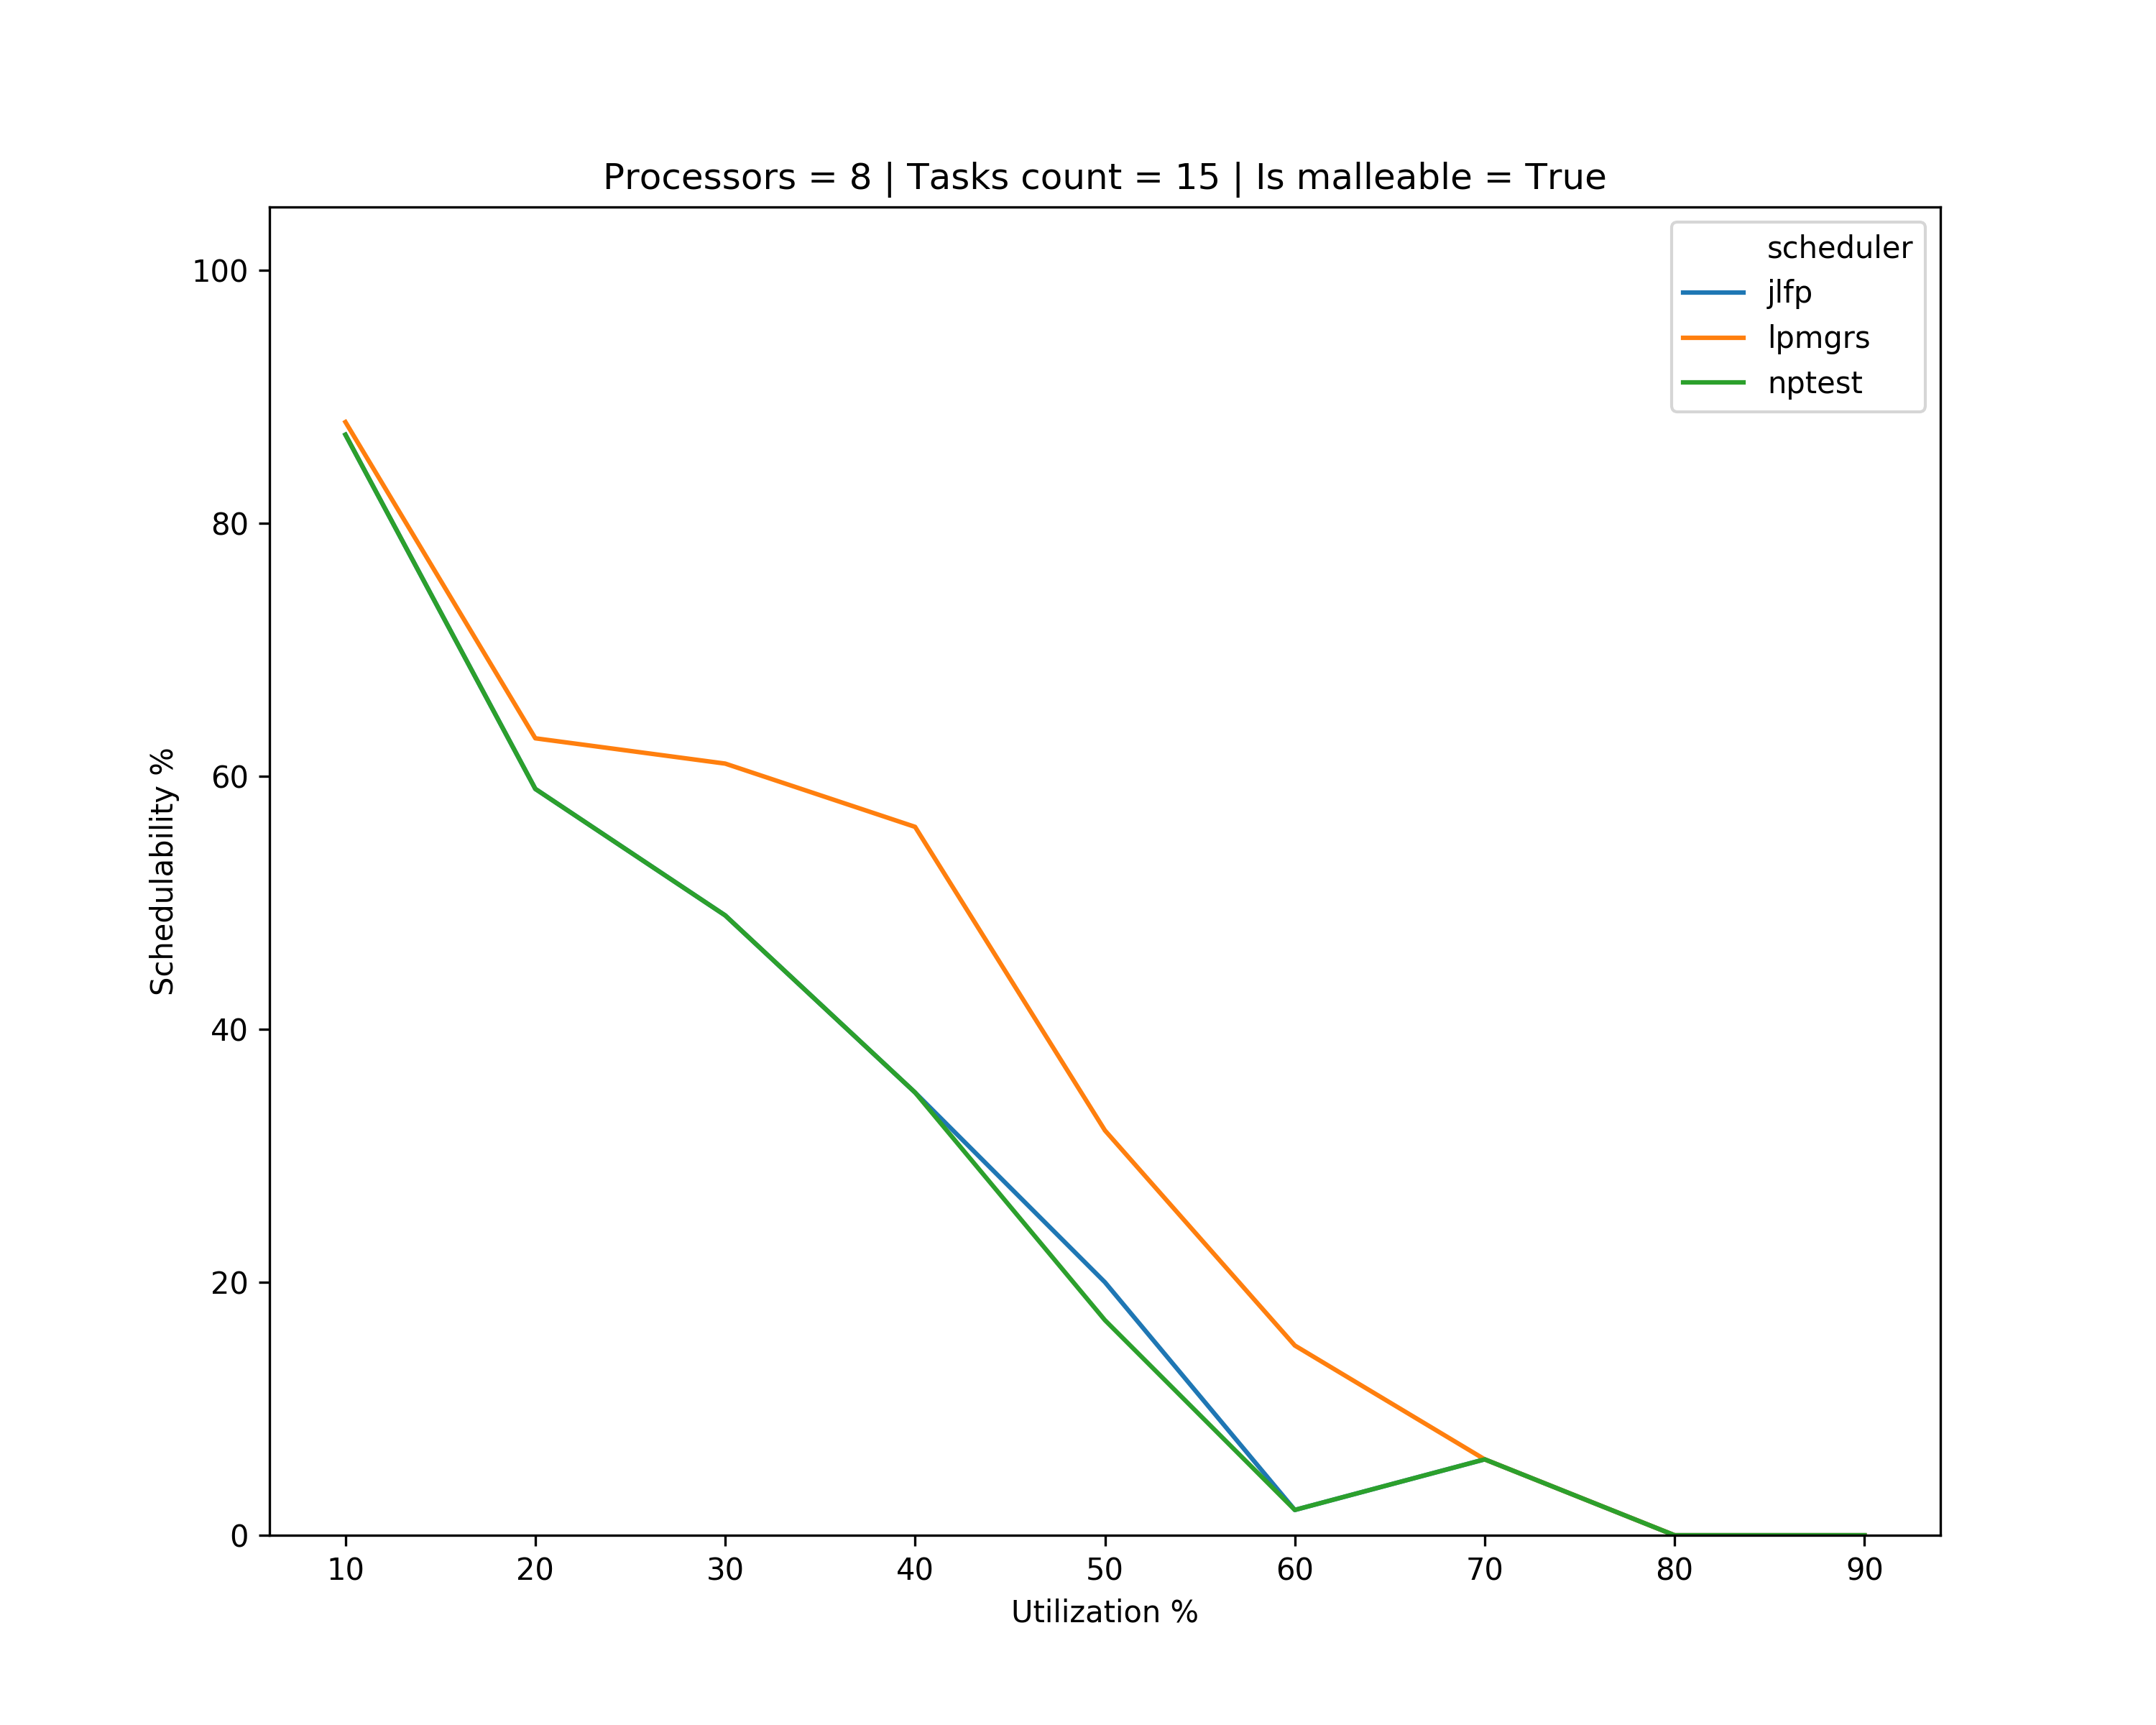 Processors = 8 | Tasks count = 15 | Is malleable = True
scheduler
jlfp
lpmgrs
nptest
Schedulability %
100
80
60
40
20
0
10 20 30 40 50 60 70 80 90
Utilization %